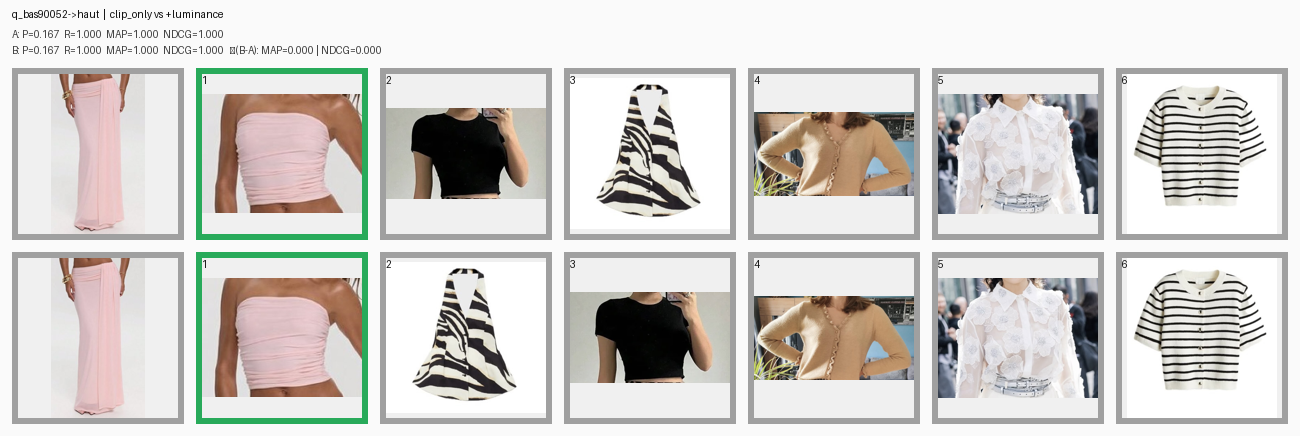 q_bas90052->haut | clip_only vs +luminance
A: P=0.167 R=1.000 MAP=1.000 NDCG=1.000
B: P=0.167 R=1.000 MAP=1.000 NDCG=1.000 (B-A): MAP=0.000 | NDCG=0.000
1 2 3 4 5 6
1 2 3 4 5 6